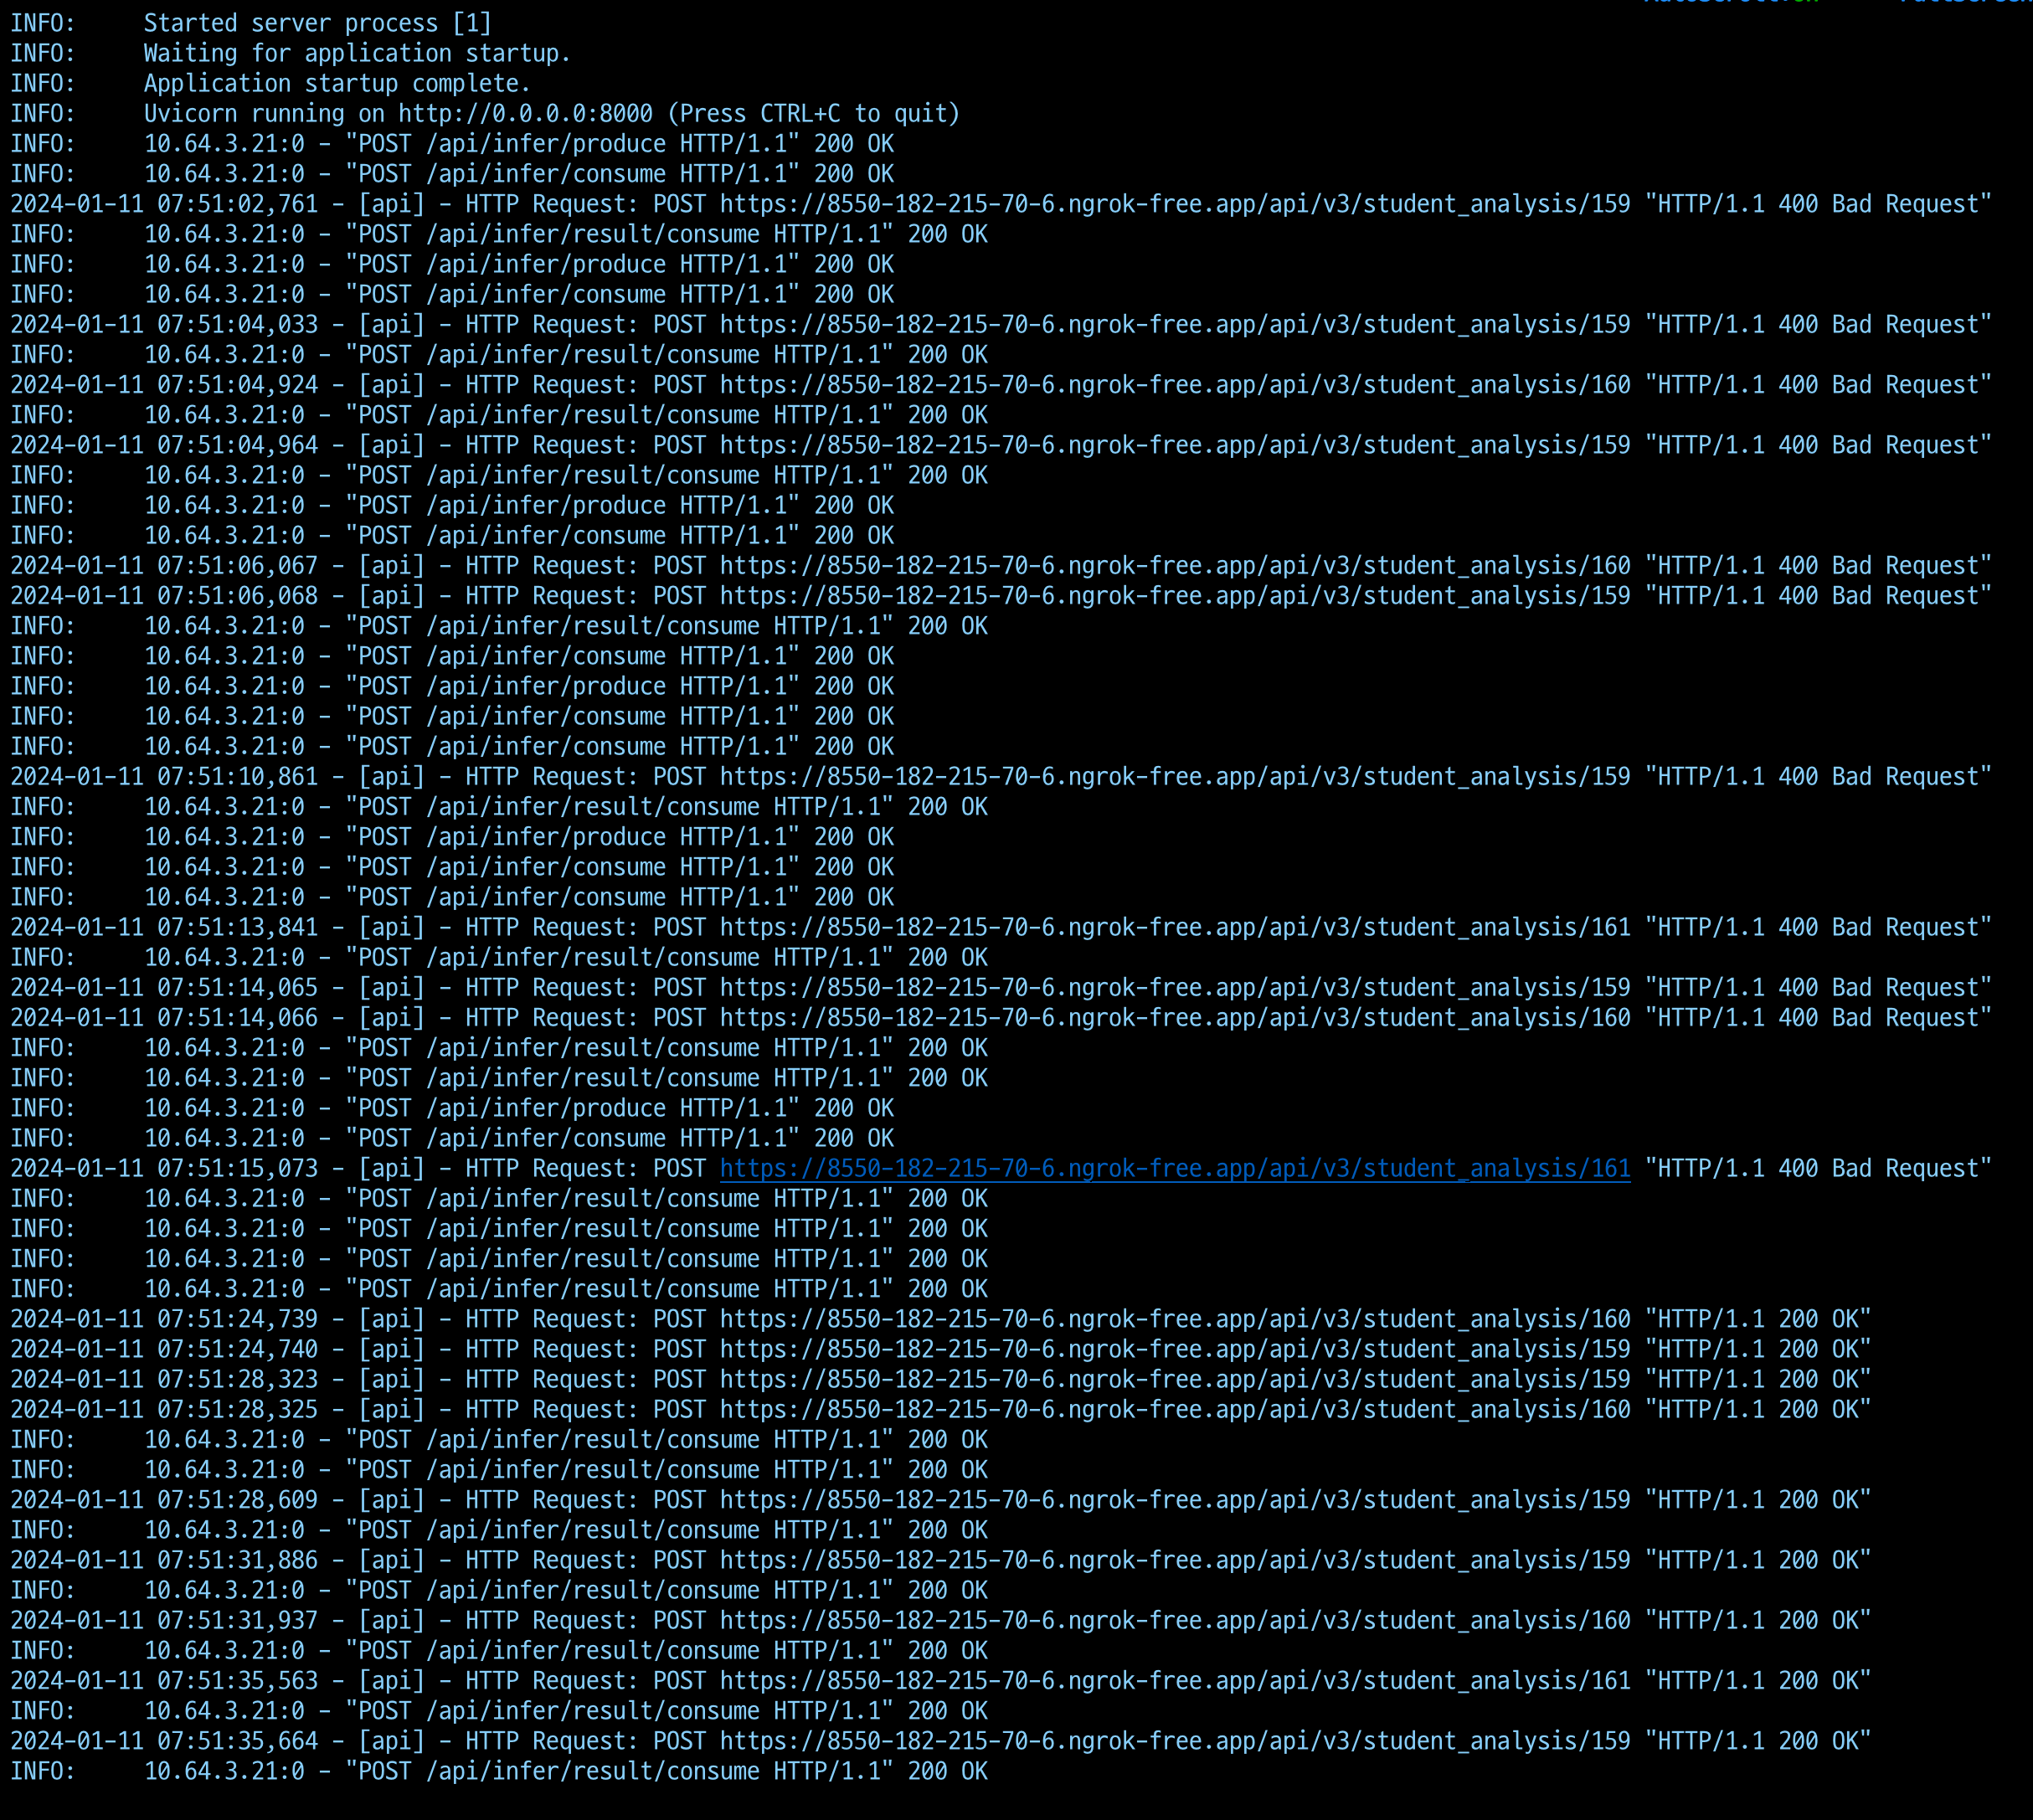 INFO:     Started server process [1]
INFO:     Waiting for application startup.
INFO:     Application startup complete.
INFO:     Uvicorn running on http://0.0.0.0:8000 (Press CTRL+C to quit)
INFO:     10.64.3.21:0 - "POST /api/infer/produce HTTP/1.1" 200 OK
INFO:     10.64.3.21:0 - "POST /api/infer/consume HTTP/1.1" 200 OK
2024-01-11 07:51:02,761 - [api] - HTTP Request: POST https://8550-182-215-70-6.ngrok-free.app/api/v3/student_analysis/159 "HTTP/1.1 400 Bad Request"
INFO:     10.64.3.21:0 - "POST /api/infer/result/consume HTTP/1.1" 200 OK
INFO:     10.64.3.21:0 - "POST /api/infer/produce HTTP/1.1" 200 OK
INFO:     10.64.3.21:0 - "POST /api/infer/consume HTTP/1.1" 200 OK
2024-01-11 07:51:04,033 - [api] - HTTP Request: POST https://8550-182-215-70-6.ngrok-free.app/api/v3/student_analysis/159 "HTTP/1.1 400 Bad Request"
INFO:     10.64.3.21:0 - "POST /api/infer/result/consume HTTP/1.1" 200 OK
2024-01-11 07:51:04,924 - [api] - HTTP Request: POST https://8550-182-215-70-6.ngrok-free.app/api/v3/student_analysis/160 "HTTP/1.1 400 Bad Request"
INFO:     10.64.3.21:0 - "POST /api/infer/result/consume HTTP/1.1" 200 OK
2024-01-11 07:51:04,964 - [api] - HTTP Request: POST https://8550-182-215-70-6.ngrok-free.app/api/v3/student_analysis/159 "HTTP/1.1 400 Bad Request"
INFO:     10.64.3.21:0 - "POST /api/infer/result/consume HTTP/1.1" 200 OK
INFO:     10.64.3.21:0 - "POST /api/infer/produce HTTP/1.1" 200 OK
INFO:     10.64.3.21:0 - "POST /api/infer/consume HTTP/1.1" 200 OK
2024-01-11 07:51:06,067 - [api] - HTTP Request: POST https://8550-182-215-70-6.ngrok-free.app/api/v3/student_analysis/160 "HTTP/1.1 400 Bad Request"
2024-01-11 07:51:06,068 - [api] - HTTP Request: POST https://8550-182-215-70-6.ngrok-free.app/api/v3/student_analysis/159 "HTTP/1.1 400 Bad Request"
INFO:     10.64.3.21:0 - "POST /api/infer/result/consume HTTP/1.1" 200 OK
INFO:     10.64.3.21:0 - "POST /api/infer/consume HTTP/1.1" 200 OK
INFO:     10.64.3.21:0 - "POST /api/infer/produce HTTP/1.1" 200 OK
INFO:     10.64.3.21:0 - "POST /api/infer/consume HTTP/1.1" 200 OK
INFO:     10.64.3.21:0 - "POST /api/infer/consume HTTP/1.1" 200 OK
2024-01-11 07:51:10,861 - [api] - HTTP Request: POST https://8550-182-215-70-6.ngrok-free.app/api/v3/student_analysis/159 "HTTP/1.1 400 Bad Request"
INFO:     10.64.3.21:0 - "POST /api/infer/result/consume HTTP/1.1" 200 OK
INFO:     10.64.3.21:0 - "POST /api/infer/produce HTTP/1.1" 200 OK
INFO:     10.64.3.21:0 - "POST /api/infer/consume HTTP/1.1" 200 OK
INFO:     10.64.3.21:0 - "POST /api/infer/consume HTTP/1.1" 200 OK
2024-01-11 07:51:13,841 - [api] - HTTP Request: POST https://8550-182-215-70-6.ngrok-free.app/api/v3/student_analysis/161 "HTTP/1.1 400 Bad Request"
INFO:     10.64.3.21:0 - "POST /api/infer/result/consume HTTP/1.1" 200 OK
2024-01-11 07:51:14,065 - [api] - HTTP Request: POST https://8550-182-215-70-6.ngrok-free.app/api/v3/student_analysis/159 "HTTP/1.1 400 Bad Request"
2024-01-11 07:51:14,066 - [api] - HTTP Request: POST https://8550-182-215-70-6.ngrok-free.app/api/v3/student_analysis/160 "HTTP/1.1 400 Bad Request"
INFO:     10.64.3.21:0 - "POST /api/infer/result/consume HTTP/1.1" 200 OK
INFO:     10.64.3.21:0 - "POST /api/infer/result/consume HTTP/1.1" 200 OK
INFO:     10.64.3.21:0 - "POST /api/infer/produce HTTP/1.1" 200 OK
INFO:     10.64.3.21:0 - "POST /api/infer/consume HTTP/1.1" 200 OK
2024-01-11 07:51:15,073 - [api] - HTTP Request: POST https://8550-182-215-70-6.ngrok-free.app/api/v3/student_analysis/161 "HTTP/1.1 400 Bad Request"
INFO:     10.64.3.21:0 - "POST /api/infer/result/consume HTTP/1.1" 200 OK
INFO:     10.64.3.21:0 - "POST /api/infer/result/consume HTTP/1.1" 200 OK
INFO:     10.64.3.21:0 - "POST /api/infer/result/consume HTTP/1.1" 200 OK
INFO:     10.64.3.21:0 - "POST /api/infer/result/consume HTTP/1.1" 200 OK
2024-01-11 07:51:24,739 - [api] - HTTP Request: POST https://8550-182-215-70-6.ngrok-free.app/api/v3/student_analysis/160 "HTTP/1.1 200 OK"
2024-01-11 07:51:24,740 - [api] - HTTP Request: POST https://8550-182-215-70-6.ngrok-free.app/api/v3/student_analysis/159 "HTTP/1.1 200 OK"
2024-01-11 07:51:28,323 - [api] - HTTP Request: POST https://8550-182-215-70-6.ngrok-free.app/api/v3/student_analysis/159 "HTTP/1.1 200 OK"
2024-01-11 07:51:28,325 - [api] - HTTP Request: POST https://8550-182-215-70-6.ngrok-free.app/api/v3/student_analysis/160 "HTTP/1.1 200 OK"
INFO:     10.64.3.21:0 - "POST /api/infer/result/consume HTTP/1.1" 200 OK
INFO:     10.64.3.21:0 - "POST /api/infer/result/consume HTTP/1.1" 200 OK
2024-01-11 07:51:28,609 - [api] - HTTP Request: POST https://8550-182-215-70-6.ngrok-free.app/api/v3/student_analysis/159 "HTTP/1.1 200 OK"
INFO:     10.64.3.21:0 - "POST /api/infer/result/consume HTTP/1.1" 200 OK
2024-01-11 07:51:31,886 - [api] - HTTP Request: POST https://8550-182-215-70-6.ngrok-free.app/api/v3/student_analysis/159 "HTTP/1.1 200 OK"
INFO:     10.64.3.21:0 - "POST /api/infer/result/consume HTTP/1.1" 200 OK
2024-01-11 07:51:31,937 - [api] - HTTP Request: POST https://8550-182-215-70-6.ngrok-free.app/api/v3/student_analysis/160 "HTTP/1.1 200 OK"
INFO:     10.64.3.21:0 - "POST /api/infer/result/consume HTTP/1.1" 200 OK
2024-01-11 07:51:35,563 - [api] - HTTP Request: POST https://8550-182-215-70-6.ngrok-free.app/api/v3/student_analysis/161 "HTTP/1.1 200 OK"
INFO:     10.64.3.21:0 - "POST /api/infer/result/consume HTTP/1.1" 200 OK
2024-01-11 07:51:35,664 - [api] - HTTP Request: POST https://8550-182-215-70-6.ngrok-free.app/api/v3/student_analysis/159 "HTTP/1.1 200 OK"
INFO:     10.64.3.21:0 - "POST /api/infer/result/consume HTTP/1.1" 200 OK